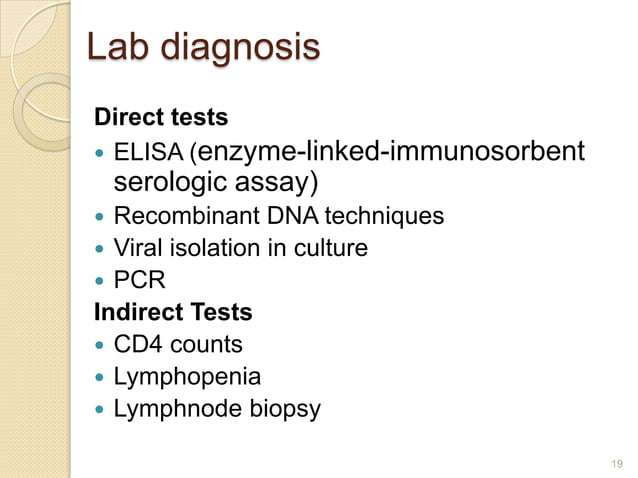 Lab diagnosis
Direct tests
• ELISA (enzyme-linked-immunosorbent
serologic assay)
• Recombinant DNA techniques
• Viral isolation in culture
• PCR
Indirect Tests
• CD4 counts
• Lymphopenia
• Lymphnode biopsy
19